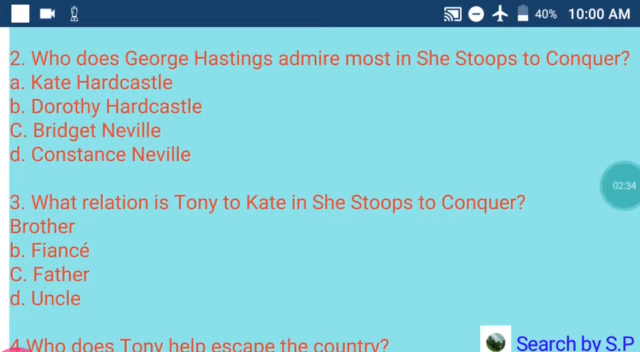 40% 10:00 AM
2. Who does George Hastings admire most in She Stoops to Conquer?
a. Kate Hardcastle
b. Dorothy Hardcastle
C. Bridget Neville
d. Constance Neville
02:34
3. What relation is Tony to Kate in She Stoops to Conquer?
Brother
b. Fiancé
C. Father
d. Uncle
4.Who does Tony help escape the country?
Search by S.P